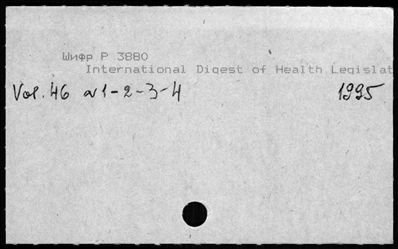 Шифр Р 3880
International Digest of Health Legislat
Vol. 46 №1-2-3-4 1995